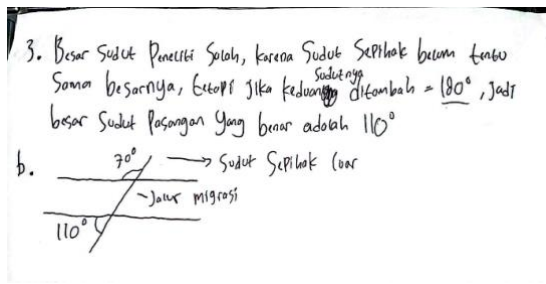 3. Besar Sudut Peneliti Salah, karena Sudut Sepihak belum tentu
Sama besarnya, tetapi jika keduanya Sudutnya ditambah = 180°, jadi
besar Sudut Pasangan Yang benar adalah 110°
b.
70°
→ Sudut Sepihak luar
Jalur migrasi
110°